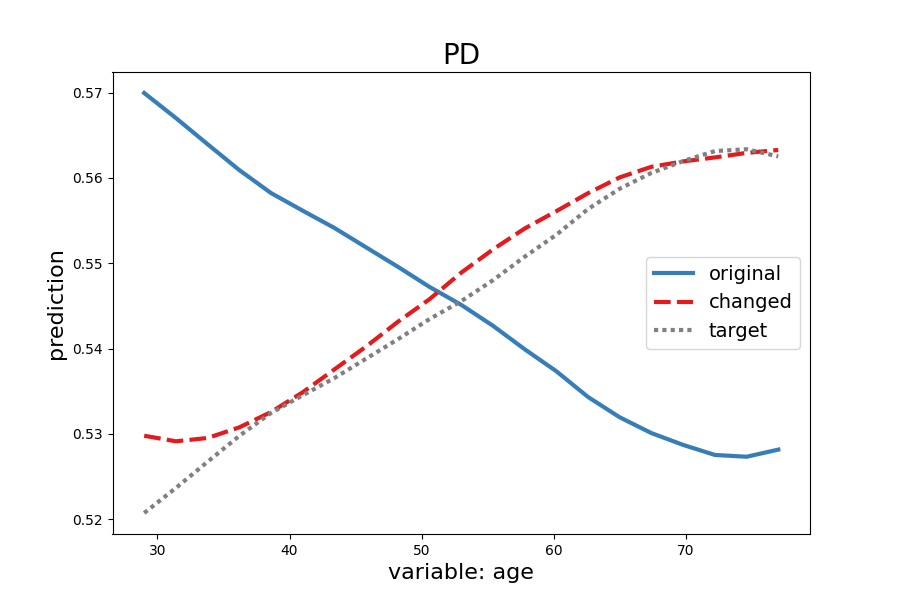 PD
prediction
0.57
0.56
0.55
0.54
0.53
0.52
original
changed
target
30 40 50 60 70
variable: age